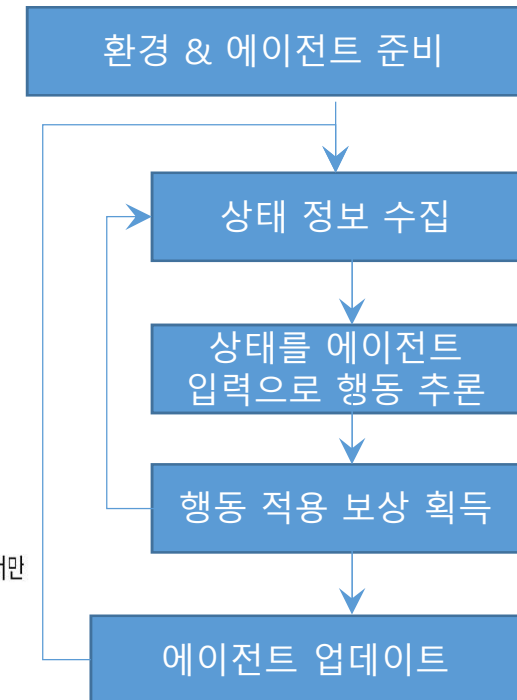 환경 & 에이전트 준비
상태 정보 수집
상태를 에이전트
입력으로 행동 추론
행동 적용 보상 획득
에이전트 업데이트